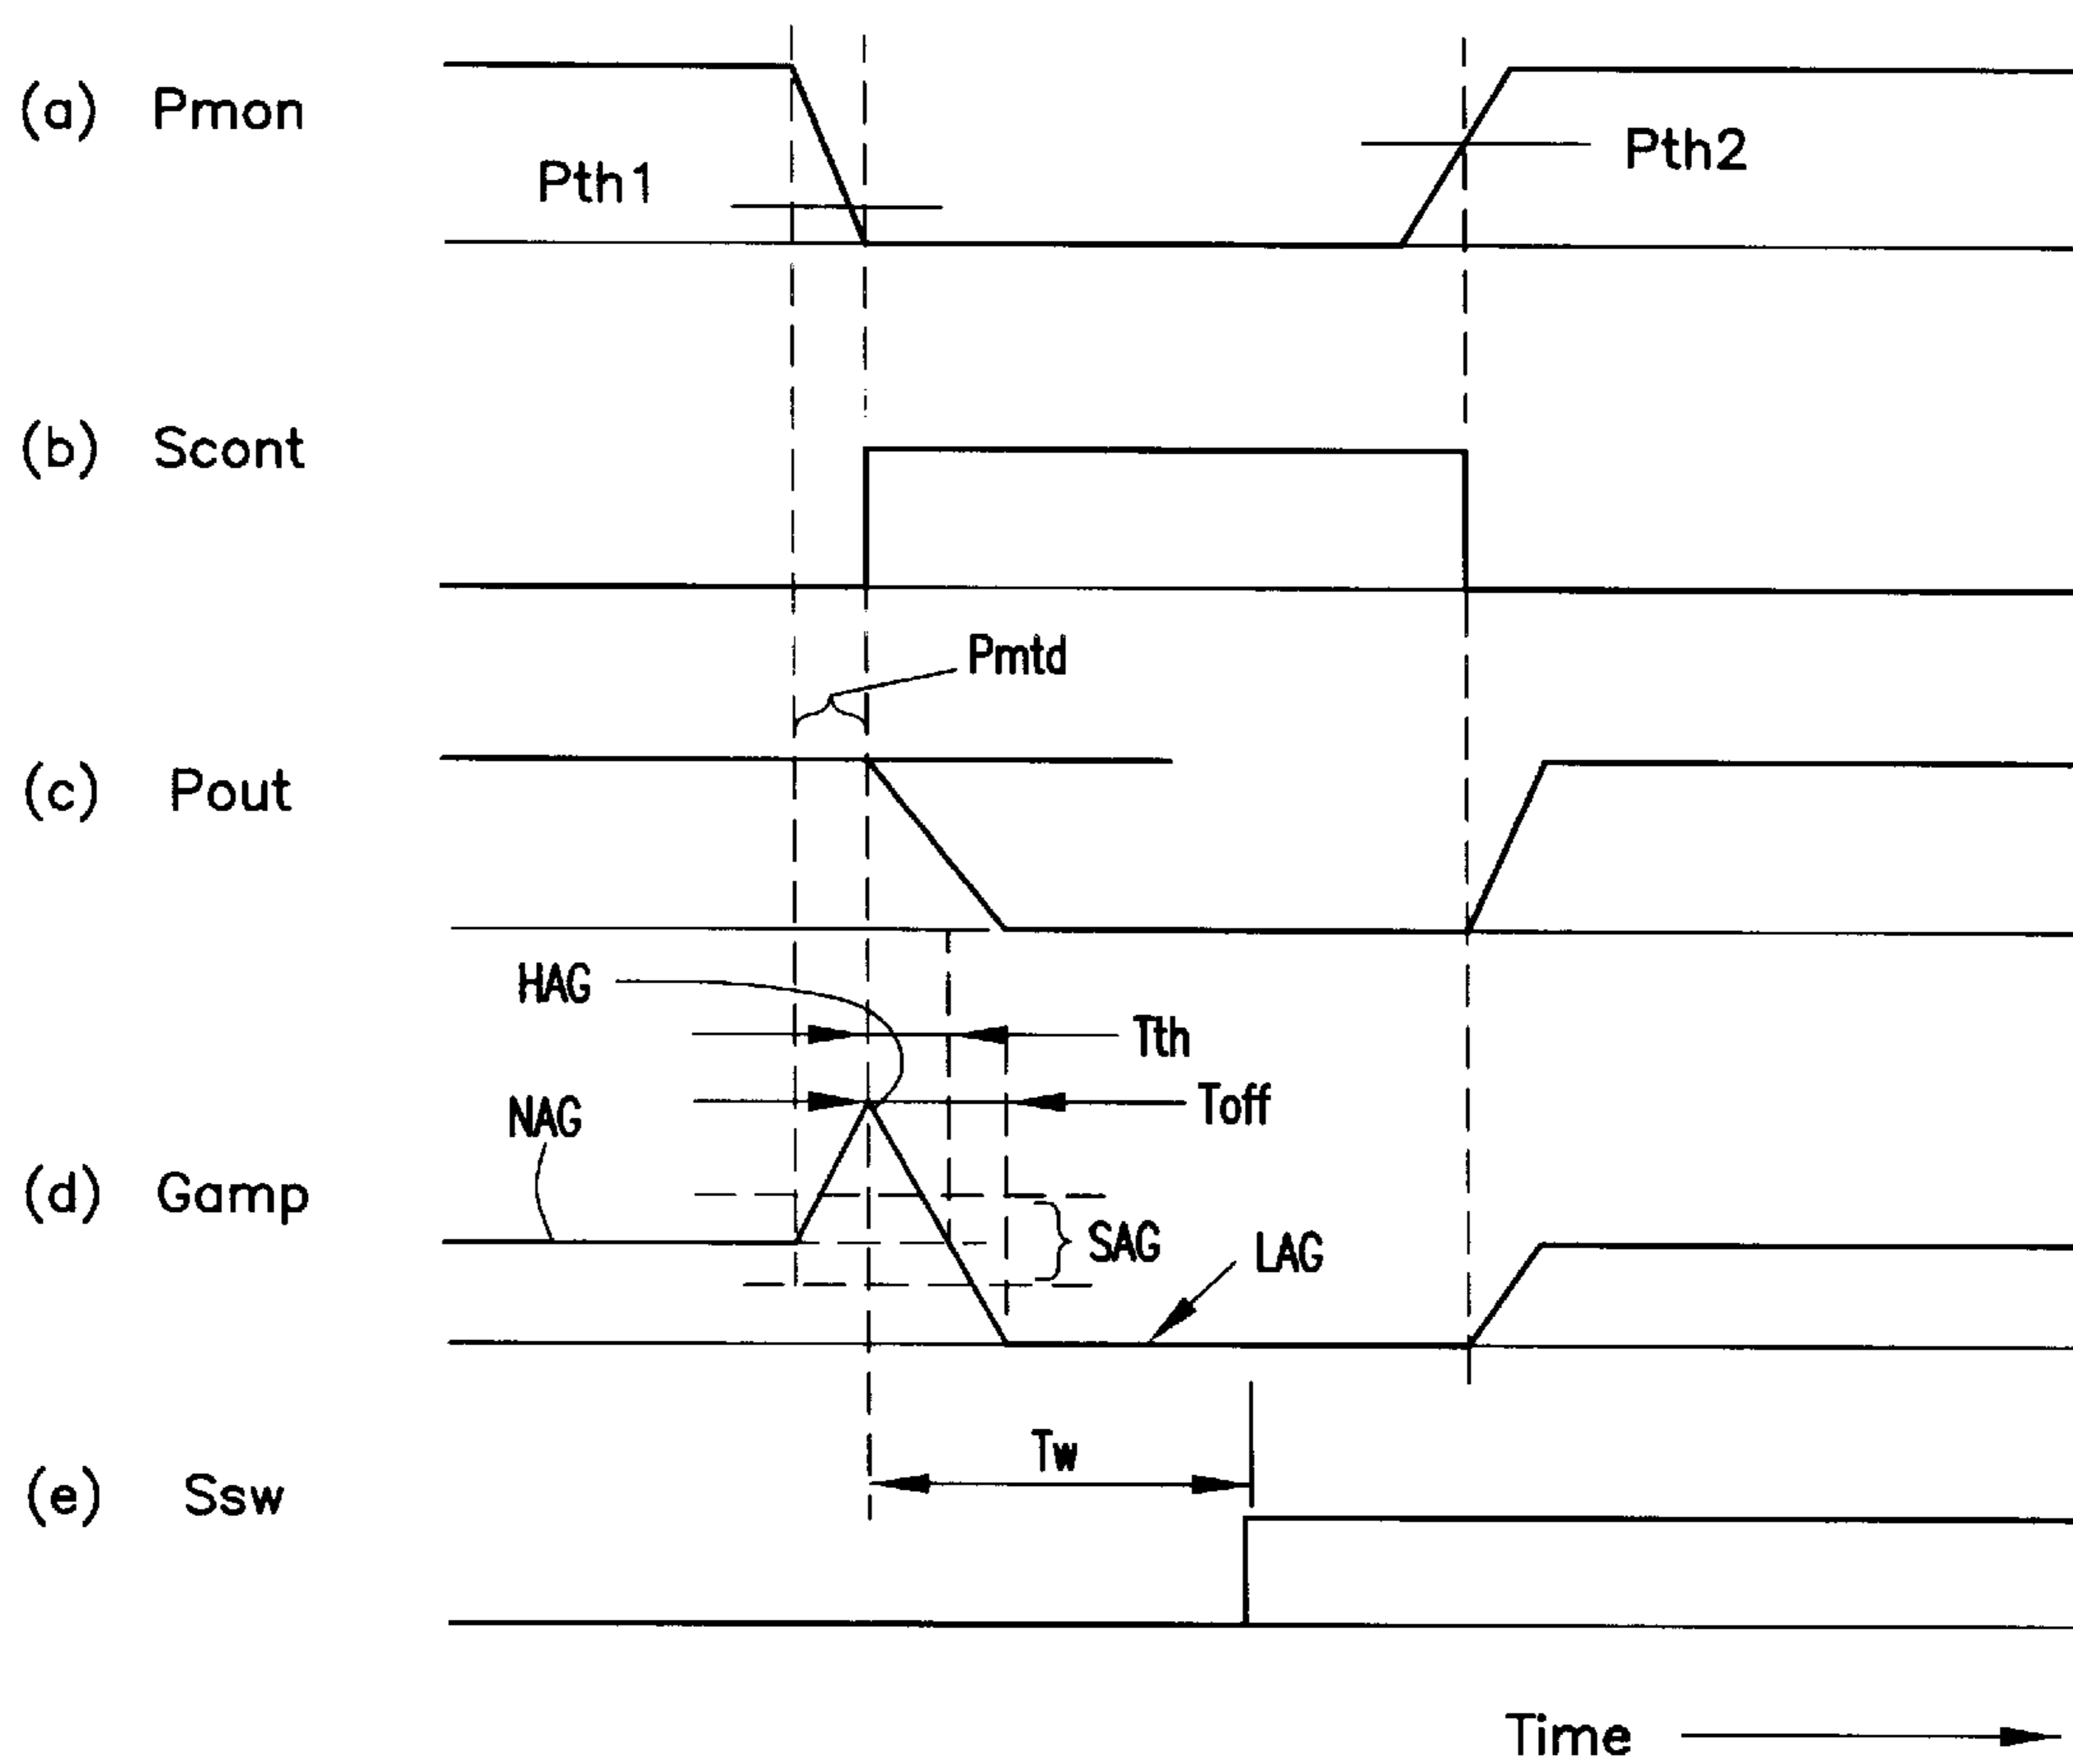 (a) Pmon
Pth1
Pth2
(b) Scont
Pmtd
(c) Pout
HAG
Tth
Toff
NAG
(d) Gamp
SAG
LAG
Tw
(e) Ssw
Time